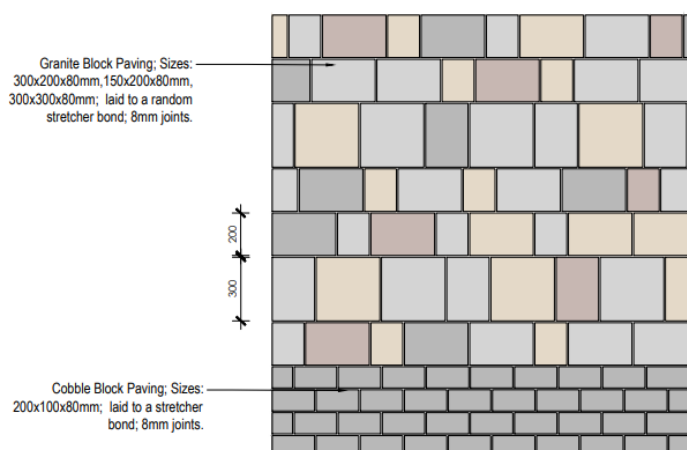 Granite Block Paving; Sizes:
300x200x80mm,150x200x80mm,
300x300x80mm; laid to a random
stretcher bond; 8mm joints.
200
300
Cobble Block Paving; Sizes:
200x100x80mm; laid to a stretcher
bond; 8mm joints.